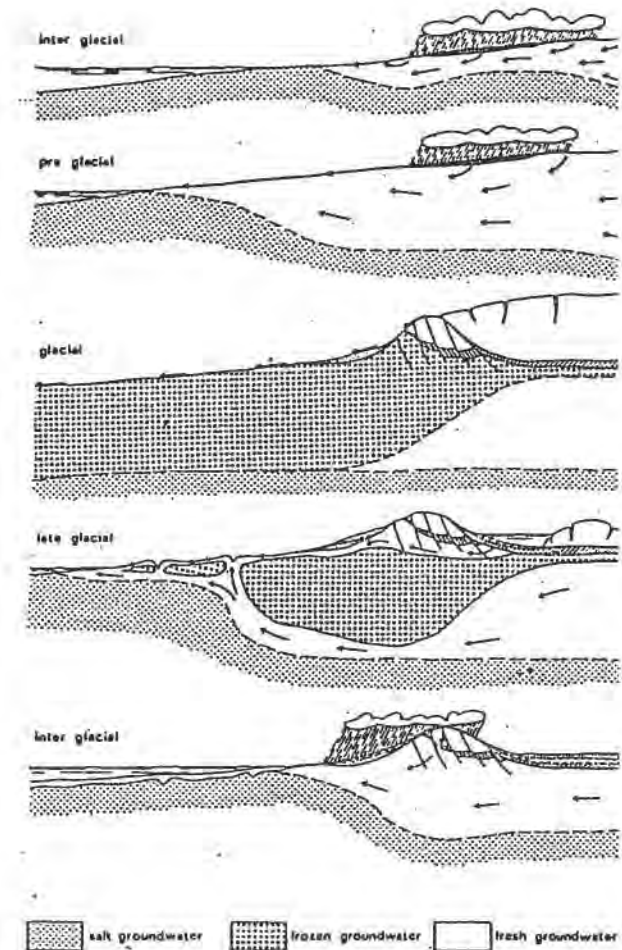 inter glacial
pre glacial
glacial
late glacial
inter glacial
salt groundwater frozen groundwater fresh groundwater